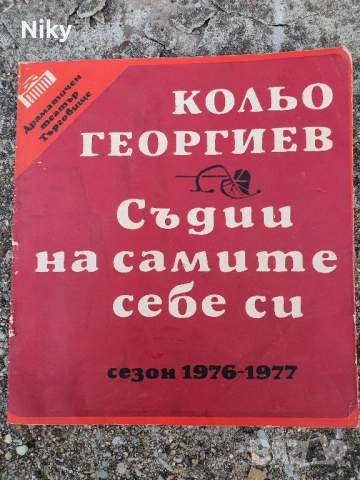 Niky
Драматичен
театър
Търговище
КОЛЬО
ГЕОРГИЕВ
Съдии
на самите
себе си
сезон 1976-1977